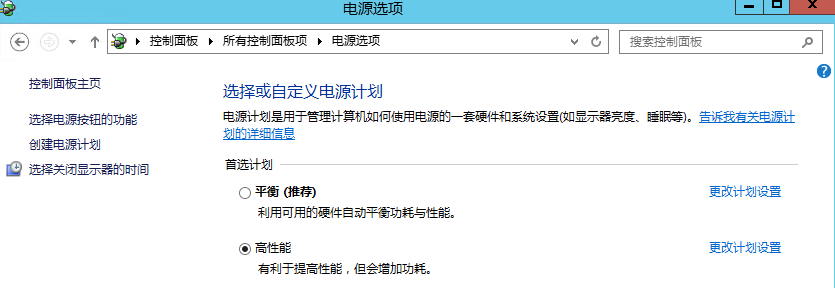 电源选项
控制面板 所有控制面板项 电源选项 搜索控制面板
控制面板主页
选择电源按钮的功能
创建电源计划
选择关闭显示器的时间
选择或自定义电源计划
电源计划是用于管理计算机如何使用电源的一套硬件和系统设置(如显示器亮度、睡眠等)。告诉我有关电源计
划的详细信息
首选计划
平衡 (推荐) 更改计划设置
利用可用的硬件自动平衡功耗与性能。
高性能 更改计划设置
有利于提高性能，但会增加功耗。